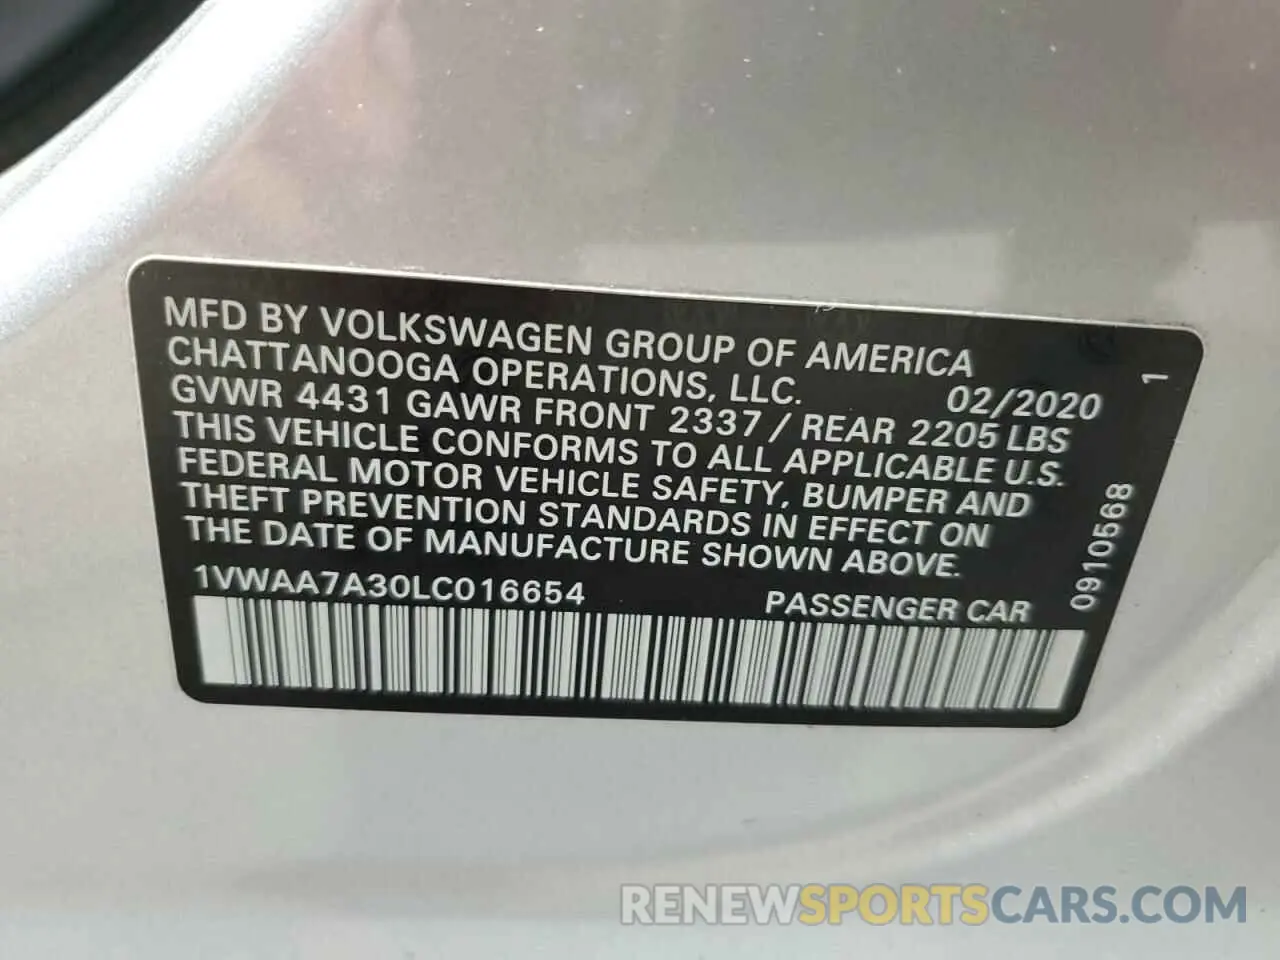 MFD BY VOLKSWAGEN GROUP OF AMERICA
CHATTANOOGA OPERATIONS, LLC. 02/2020
GVWR 4431 GAWR FRONT 2337 / REAR 2205 LBS
THIS VEHICLE CONFORMS TO ALL APPLICABLE U.S.
FEDERAL MOTOR VEHICLE SAFETY, BUMPER AND
THEFT PREVENTION STANDARDS IN EFFECT ON
THE DATE OF MANUFACTURE SHOWN ABOVE.
1VWAA7A30LC016654 PASSENGER CAR
0910568 1
RENEWSPORTSCARS.COM